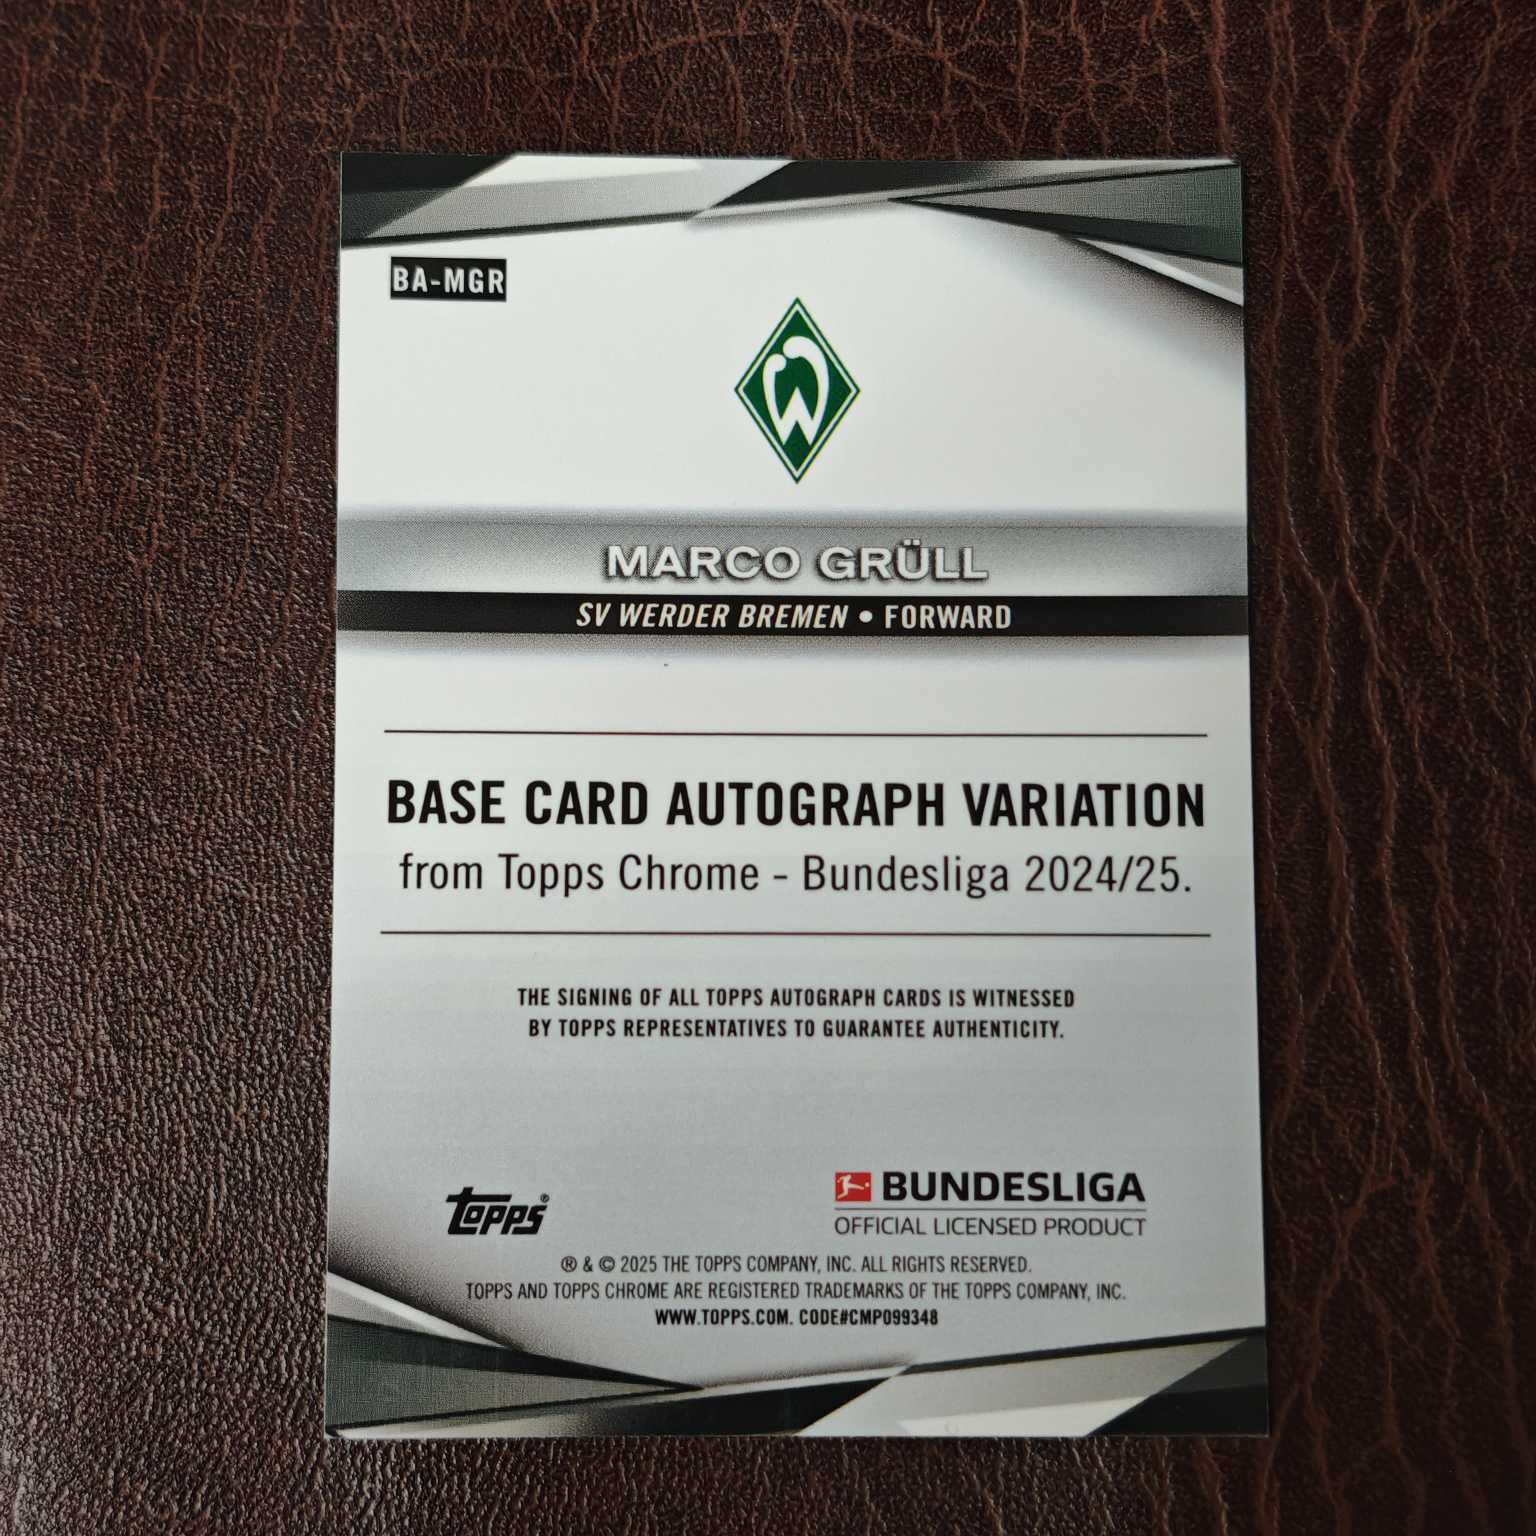 BA-MGR
W
MARCO GRÜLL
SV WERDER BREMEN • FORWARD
BASE CARD AUTOGRAPH VARIATION
from Topps Chrome - Bundesliga 2024/25.
THE SIGNING OF ALL TOPPS AUTOGRAPH CARDS IS WITNESSED
BY TOPPS REPRESENTATIVES TO GUARANTEE AUTHENTICITY.
topps®
BUNDESLIGA
OFFICIAL LICENSED PRODUCT
® & © 2025 THE TOPPS COMPANY, INC. ALL RIGHTS RESERVED.
TOPPS AND TOPPS CHROME ARE REGISTERED TRADEMARKS OF THE TOPPS COMPANY, INC.
WWW.TOPPS.COM. CODE#CMP099348